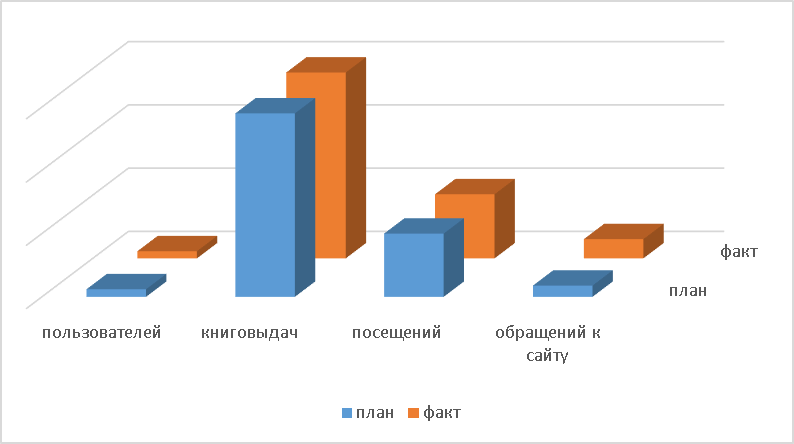 факт
план
пользователей
книговыдач
посещений
обращений к
сайту
план
факт